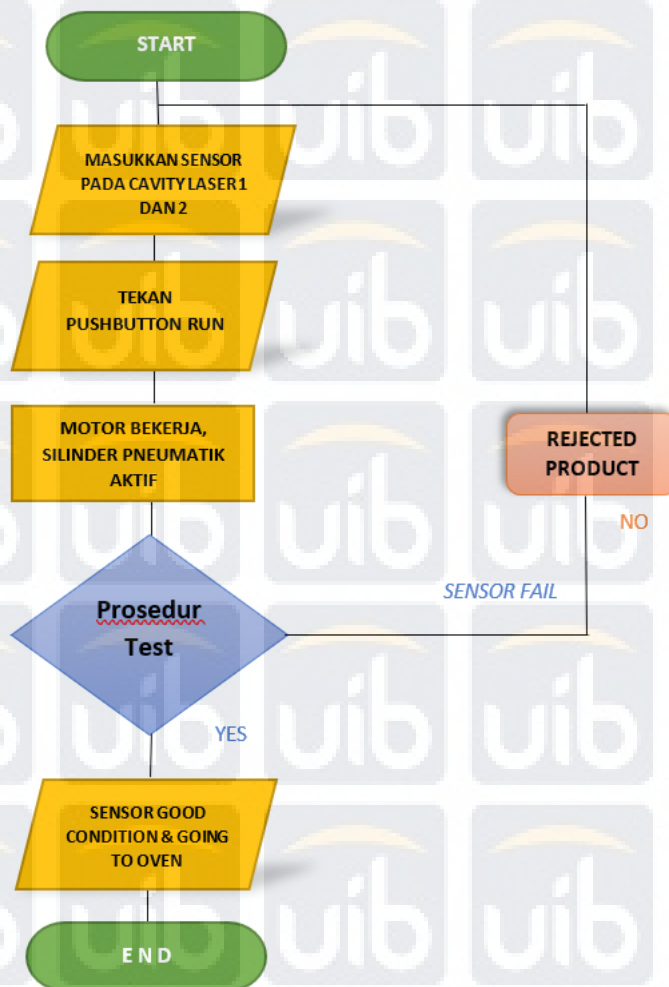 START
MASUKKAN SENSOR
PADA CAVITY LASER 1
DAN 2
TEKAN
PUSHBUTTON RUN
MOTOR BEKERJA,
SILINDER PNEUMATIK
AKTIF
REJECTED
PRODUCT
NO
SENSOR FAIL
Prosedur
Test
YES
SENSOR GOOD
CONDITION & GOING
TO OVEN
END
uib